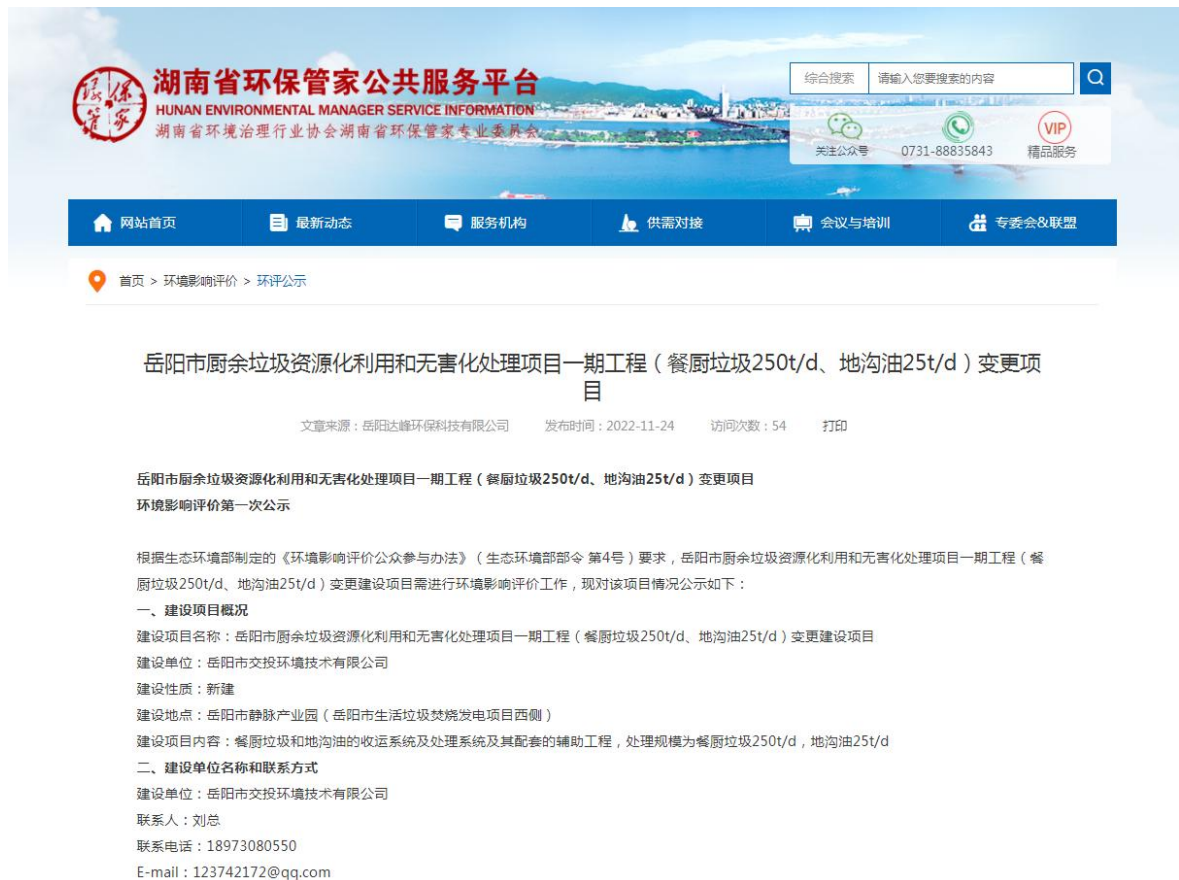 湖南省环保管家公共服务平台
HUNAN ENVIRONMENTAL MANAGER SERVICE INFORMATION
湖南省环境治理行业协会湖南省环保管家专业委员会
综合搜索 请输入您要搜索的内容
关注公众号 0731-88835843 精品服务
VIP
网站首页 最新动态 服务机构 供需对接 会议与培训 专委会&联盟
首页 > 环境影响评价 > 环评公示
岳阳市厨余垃圾资源化利用和无害化处理项目一期工程（餐厨垃圾250t/d、地沟油25t/d）变更项
目
文章来源：岳阳达峰环保科技有限公司 发布时间：2022-11-24 访问次数：54 打印
岳阳市厨余垃圾资源化利用和无害化处理项目一期工程（餐厨垃圾250t/d、地沟油25t/d）变更项目
环境影响评价第一次公示
根据生态环境部制定的《环境影响评价公众参与办法》（生态环境部部令 第4号）要求，岳阳市厨余垃圾资源化利用和无害化处理项目一期工程（餐
厨垃圾250t/d、地沟油25t/d）变更建设项目需进行环境影响评价工作，现对该项目情况公示如下：
一、建设项目概况
建设项目名称：岳阳市厨余垃圾资源化利用和无害化处理项目一期工程（餐厨垃圾250t/d、地沟油25t/d）变更建设项目
建设单位：岳阳市交投环境技术有限公司
建设性质：新建
建设地点：岳阳市静脉产业园（岳阳市生活垃圾焚烧发电项目西侧）
建设项目内容：餐厨垃圾和地沟油的收运系统及处理系统及其配套的辅助工程，处理规模为餐厨垃圾250t/d，地沟油25t/d
二、建设单位名称和联系方式
建设单位：岳阳市交投环境技术有限公司
联系人：刘总
联系电话：18973080550
E-mail：123742172@qq.com